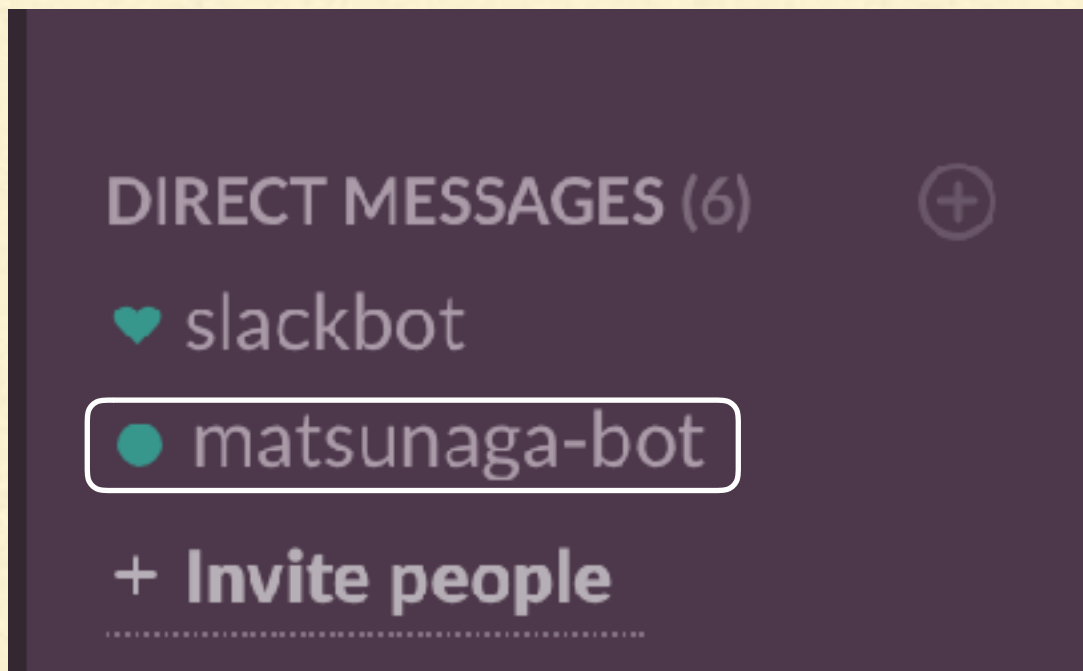 DIRECT MESSAGES (6)
slackbot
matsunaga-bot
+ Invite people